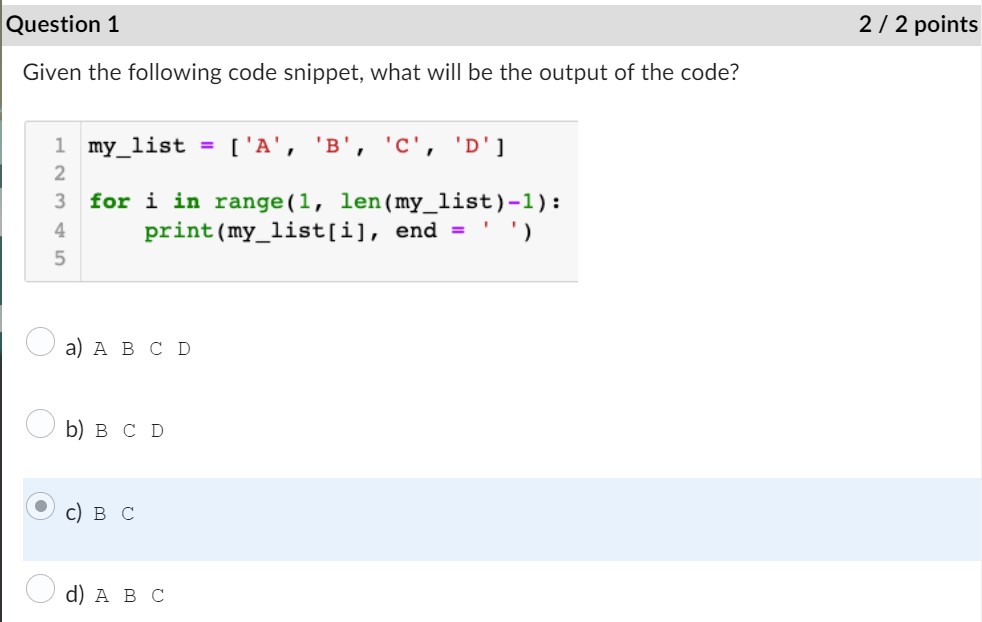 Question 1 2 / 2 points
Given the following code snippet, what will be the output of the code?
1 my_list = ['A', 'B', 'C', 'D']
2
3 for i in range(1, len(my_list)-1):
4     print(my_list[i], end = ' ')
5
a) A B C D
b) B C D
c) B C
d) A B C